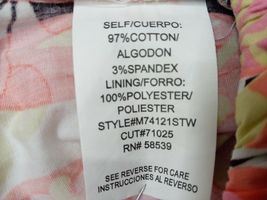 SELF/CUERPO:
97%COTTON/
ALGODON
3%SPANDEX
LINING/FORRO:
100%POLYESTER/
POLIESTER
STYLE#M74121STW
CUT#71025
RN# 58539
SEE REVERSE FOR CARE
INSTRUCCIONES AL REVERSO